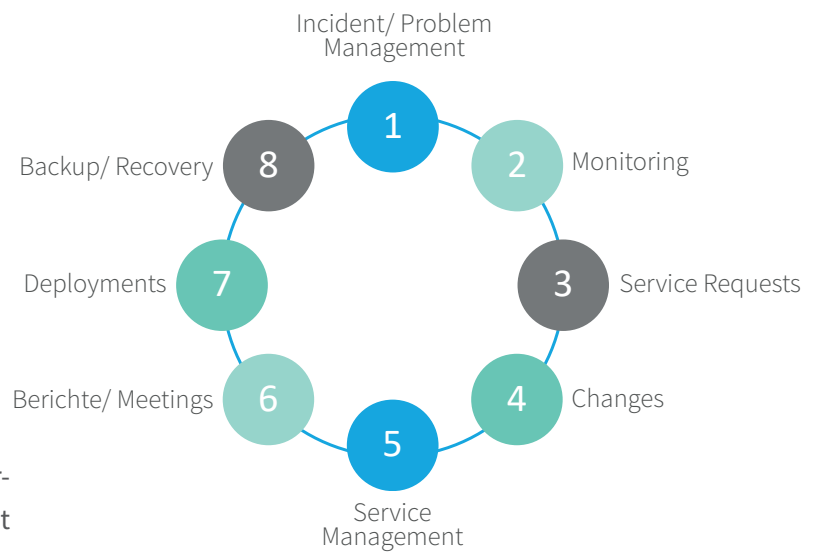 Incident/ Problem
Management
1
8
2
Backup/ Recovery
Monitoring
7
3
Deployments
Service Requests
6
4
Berichte/ Meetings
Changes
5
Service
Management
-
t